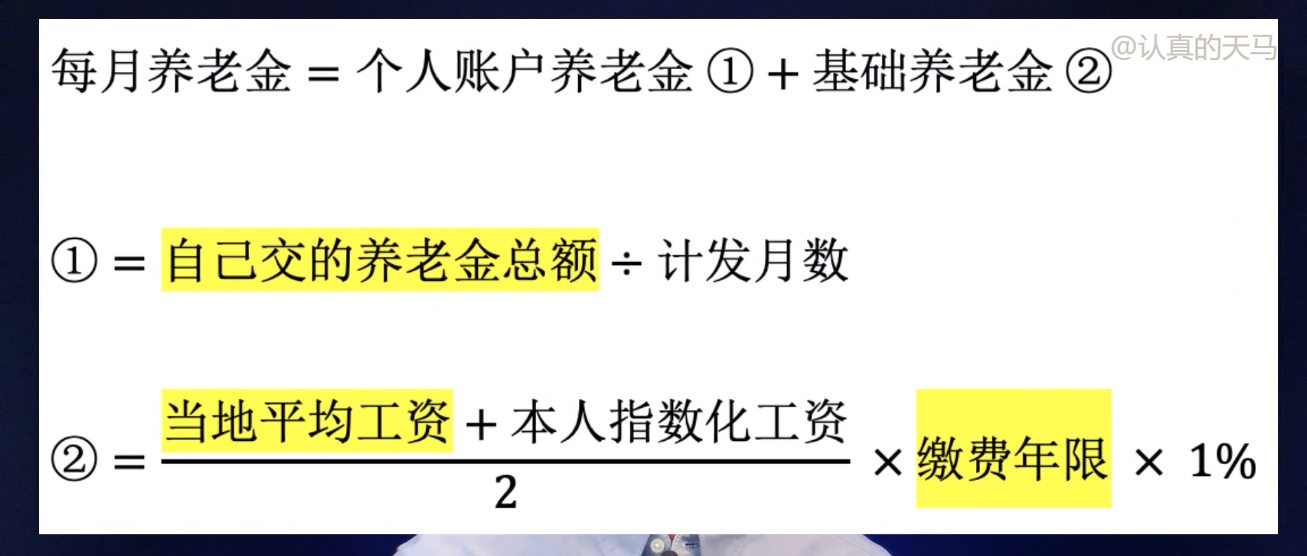 @认真的天马
每月养老金 = 个人账户养老金 ① + 基础养老金 ②
① = 自己交的养老金总额 ÷ 计发月数
② = (当地平均工资 + 本人指数化工资) / 2 × 缴费年限 × 1%